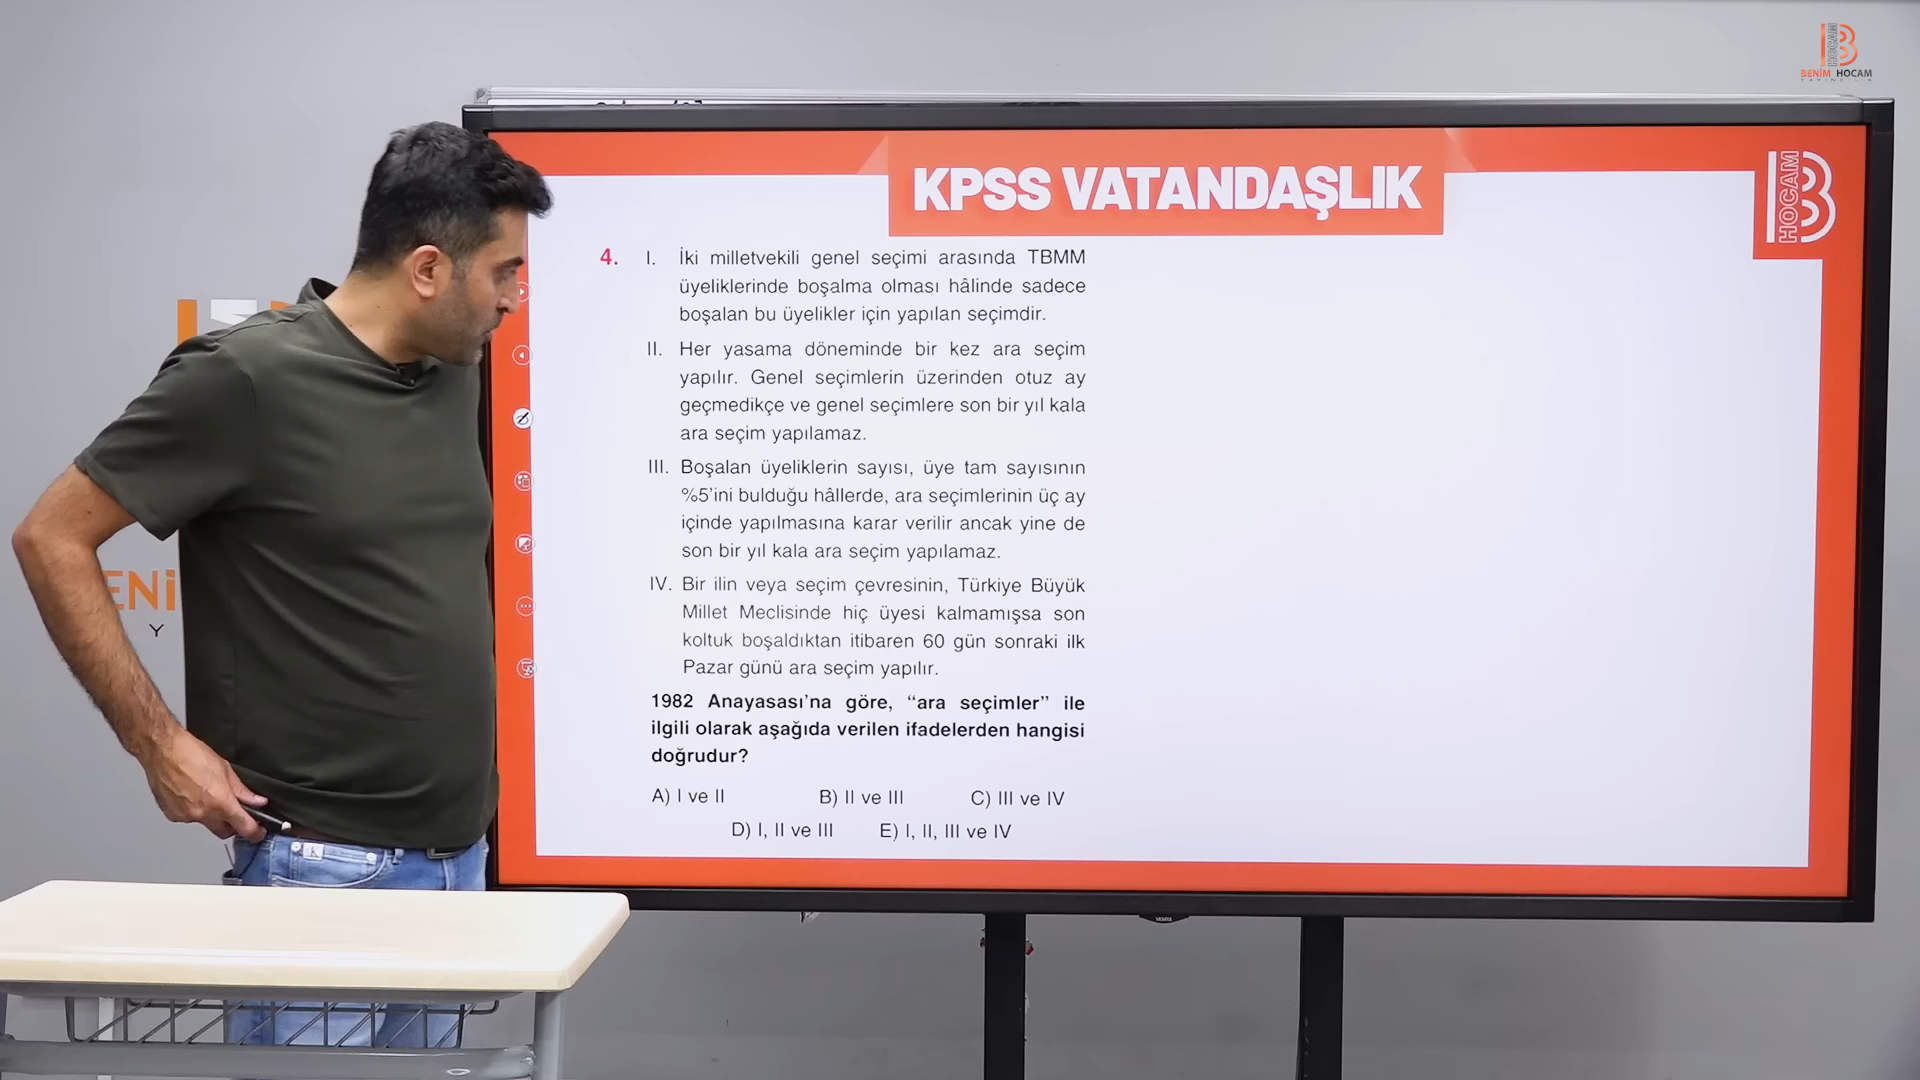 BENİM HOCAM
YAYINCILIK
HOCAM
KPSS VATANDAŞLIK
HOCAM
4. I. İki milletvekili genel seçimi arasında TBMM
üyeliklerinde boşalma olması hâlinde sadece
boşalan bu üyelikler için yapılan seçimdir.
II. Her yasama döneminde bir kez ara seçim
yapılır. Genel seçimlerin üzerinden otuz ay
geçmedikçe ve genel seçimlere son bir yıl kala
ara seçim yapılamaz.
III. Boşalan üyeliklerin sayısı, üye tam sayısının
%5'ini bulduğu hâllerde, ara seçimlerinin üç ay
içinde yapılmasına karar verilir ancak yine de
son bir yıl kala ara seçim yapılamaz.
IV. Bir ilin veya seçim çevresinin, Türkiye Büyük
Millet Meclisinde hiç üyesi kalmamışsa son
koltuk boşaldıktan itibaren 60 gün sonraki ilk
Pazar günü ara seçim yapılır.
1982 Anayasası'na göre, “ara seçimler” ile
ilgili olarak aşağıda verilen ifadelerden hangisi
doğrudur?
A) I ve II B) II ve III C) III ve IV
D) I, II ve III E) I, II, III ve IV
ENİ
Y